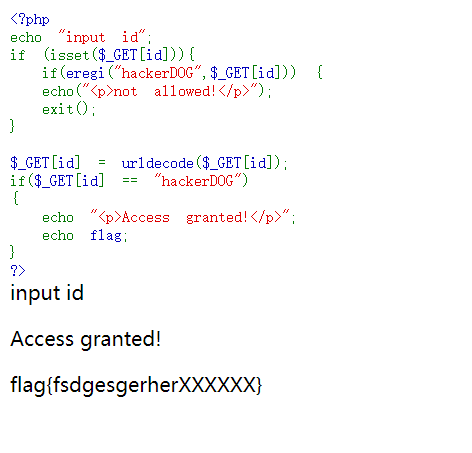 <?php
echo "input id";
if (isset($_GET[id])){
if(eregi("hackerDOG",$_GET[id])) {
echo("<p>not allowed!</p>");
exit();
}
$_GET[id] = urldecode($_GET[id]);
if($_GET[id] == "hackerDOG")
{
echo "<p>Access granted!</p>";
echo flag;
}
?>
input id
Access granted!
flag{fsdgesgerherXXXXXX}